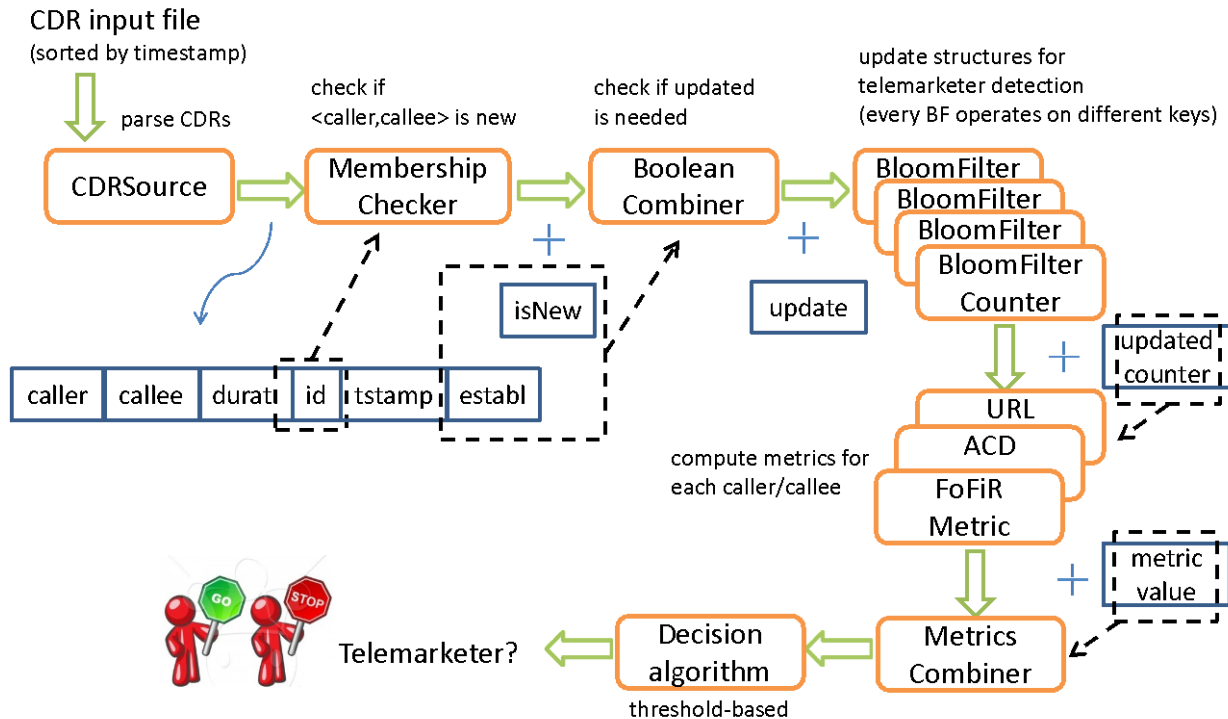 CDR input file
(sorted by timestamp)
parse CDRs
CDRSource
check if
<caller,callee> is new
Membership
Checker
check if updated
is needed
Boolean
Combiner
update structures for
telemarketer detection
(every BF operates on different keys)
BloomFilter
BloomFilter
BloomFilter
BloomFilter
Counter
isNew
update
caller
callee
durat
id
tstamp
establ
updated
counter
URL
ACD
FoFiR
Metric
compute metrics for
each caller/callee
metric
value
Metrics
Combiner
Decision
algorithm
threshold-based
Telemarketer?
GO
STOP